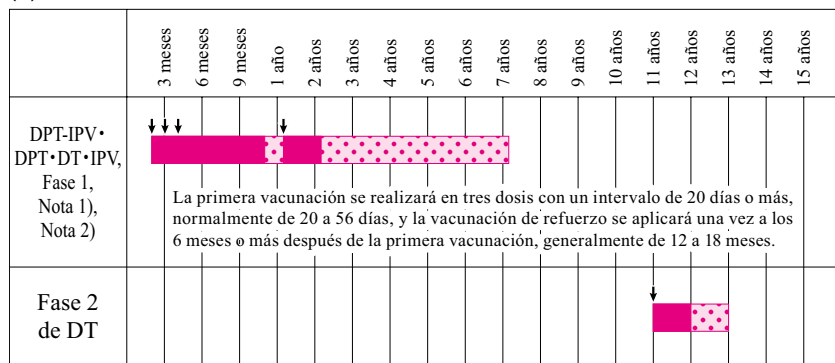 3 meses
6 meses
9 meses
1 año
2 años
3 años
4 años
5 años
6 años
7 años
8 años
9 años
10 años
11 años
12 años
13 años
14 años
15 años
DPT-IPV・
DPT・DT・IPV,
Fase 1,
Nota 1),
Nota 2)
La primera vacunación se realizará en tres dosis con un intervalo de 20 días o más,
normalmente de 20 a 56 días, y la vacunación de refuerzo se aplicará una vez a los
6 meses o más después de la primera vacunación, generalmente de 12 a 18 meses.
Fase 2
de DT